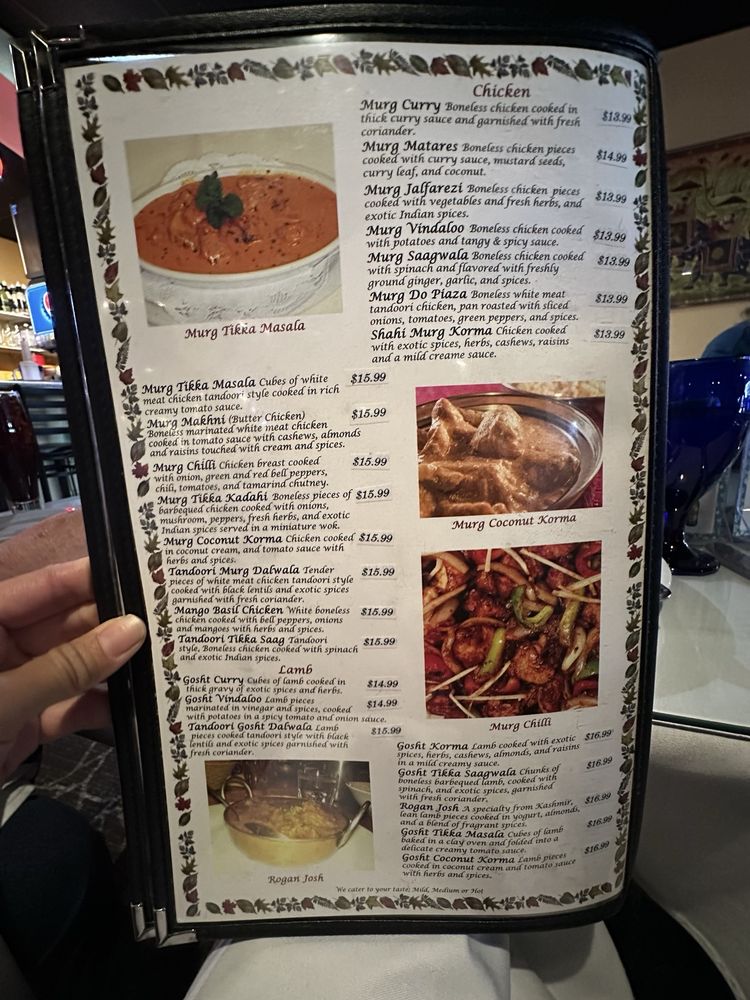 Chicken
Murg Curry Boneless chicken cooked in
thick curry sauce and garnished with fresh
coriander.
$13.99
Murg Matares Boneless chicken pieces
cooked with curry sauce, mustard seeds,
curry leaf, and coconut.
$14.99
Murg Jalfarezi Boneless chicken pieces
cooked with vegetables and fresh herbs, and
exotic Indian spices.
$13.99
Murg Vindaloo Boneless chicken cooked
with potatoes and tangy & spicy sauce.
$13.99
Murg Saagwala Boneless chicken cooked
with spinach and flavored with freshly
ground ginger, garlic, and spices.
$13.99
Murg Do Piaza Boneless white meat
tandoori chicken, pan roasted with sliced
onions, tomatoes, green peppers, and spices.
$13.99
Shahi Murg Korma Chicken cooked
with exotic spices, herbs, cashews, raisins
and a mild creame sauce.
$13.99
Murg Tikka Masala
Murg Tikka Masala Cubes of white
meat chicken tandoori style cooked in rich
creamy tomato sauce.
$15.99
Murg Makhni (Butter Chicken)
Boneless marinated white meat chicken
cooked in tomato sauce with cashews, almonds
and raisins touched with cream and spices.
$15.99
Murg Chilli Chicken breast cooked
with onion, green and red bell peppers,
chili, tomatoes, and tamarind chutney.
$15.99
Murg Tikka Kadahi Boneless pieces of
barbequed chicken cooked with onions,
mushroom, peppers, fresh herbs, and exotic
Indian spices served in a miniature wok.
$15.99
Murg Coconut Korma Chicken cooked
in coconut cream, and tomato sauce with
herbs and spices.
$15.99
Tandoori Murg Dalwala Tender
pieces of white meat chicken tandoori style
cooked with black lentils and exotic spices
garnished with fresh coriander.
$15.99
Mango Basil Chicken White boneless
chicken cooked with bell peppers, onions
and mangoes with herbs and spices.
$15.99
Tandoori Tikka Saag Tandoori
style, Boneless chicken cooked with spinach
and exotic Indian spices.
$15.99
Lamb
Gosht Curry Cubes of lamb cooked in
thick gravy of exotic spices and herbs.
$14.99
Gosht Vindaloo Lamb pieces
marinated in vinegar and spices, cooked
with potatoes in a spicy tomato and onion sauce.
$14.99
Tandoori Gosht Dalwala Lamb
pieces cooked tandoori style with black
lentils and exotic spices garnished with
fresh coriander.
$15.99
Rogan Josh
Murg Coconut Korma
Murg Chilli
Gosht Korma Lamb cooked with exotic
spices, herbs, cashews, almonds, and raisins
in a mild creamy sauce.
$16.99
Gosht Tikka Saagwala Chunks of
boneless barbequed lamb, cooked with
spinach, and exotic spices, garnished
with fresh coriander.
$16.99
Rogan Josh A specialty from Kashmir,
lean lamb pieces cooked in yogurt, almonds,
and a blend of fragrant spices.
$16.99
Gosht Tikka Masala Cubes of lamb
baked in a clay oven and folded into a
delicate creamy tomato sauce.
$16.99
Gosht Coconut Korma Lamb pieces
cooked in coconut cream and tomato sauce
with herbs and spices.
$16.99
We cater to your taste; Mild, Medium or Hot